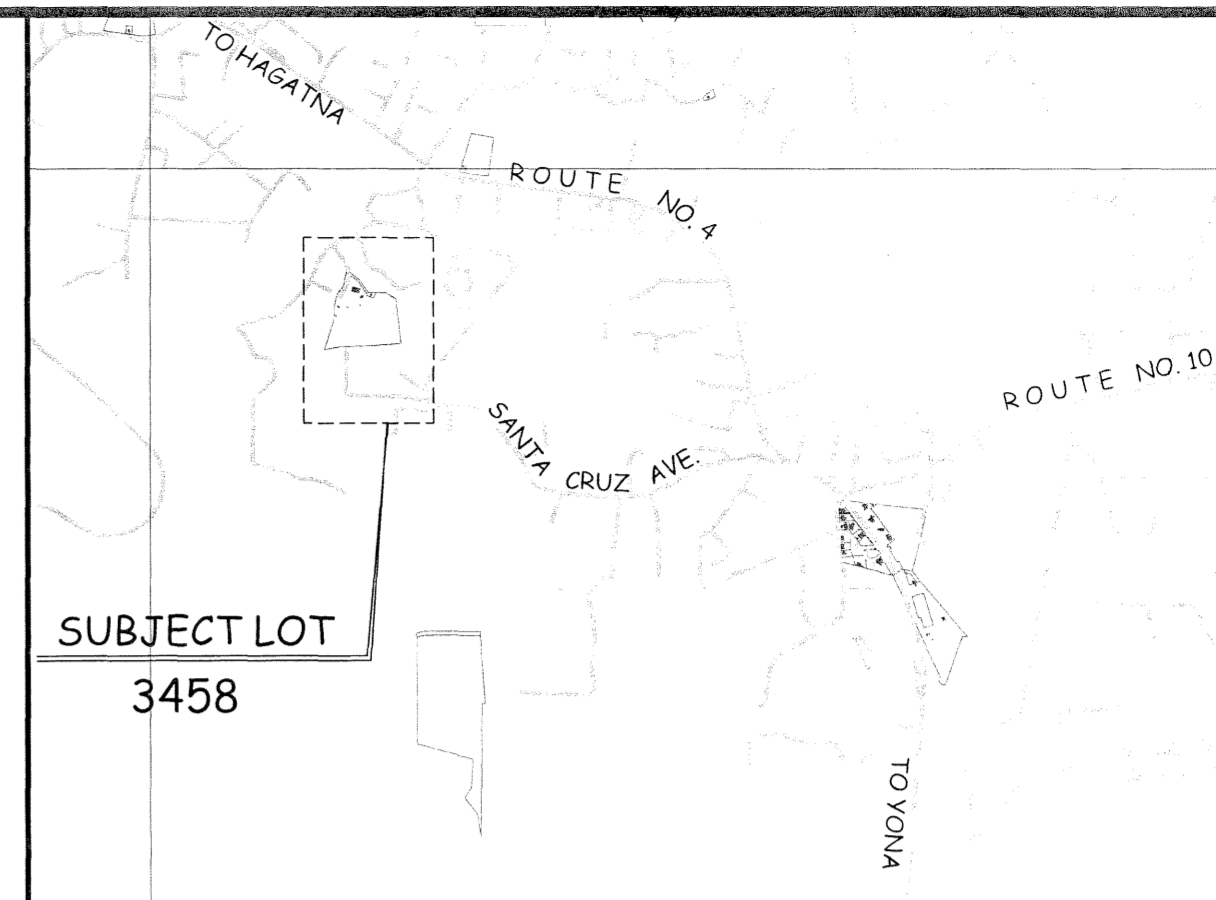 TO HAGATNA
ROUTE NO. 4
ROUTE NO. 10
SANTA CRUZ AVE.
SUBJECT LOT
3458
TO YONA